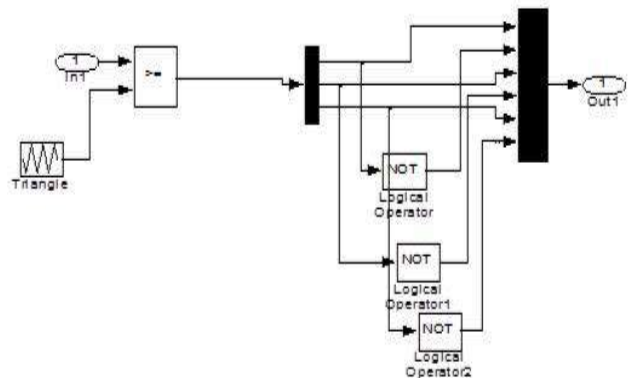 1
In1
>=
Triangle
1
Out1
NOT
Logical
Operator
NOT
Logical
Operator1
NOT
Logical
Operator2